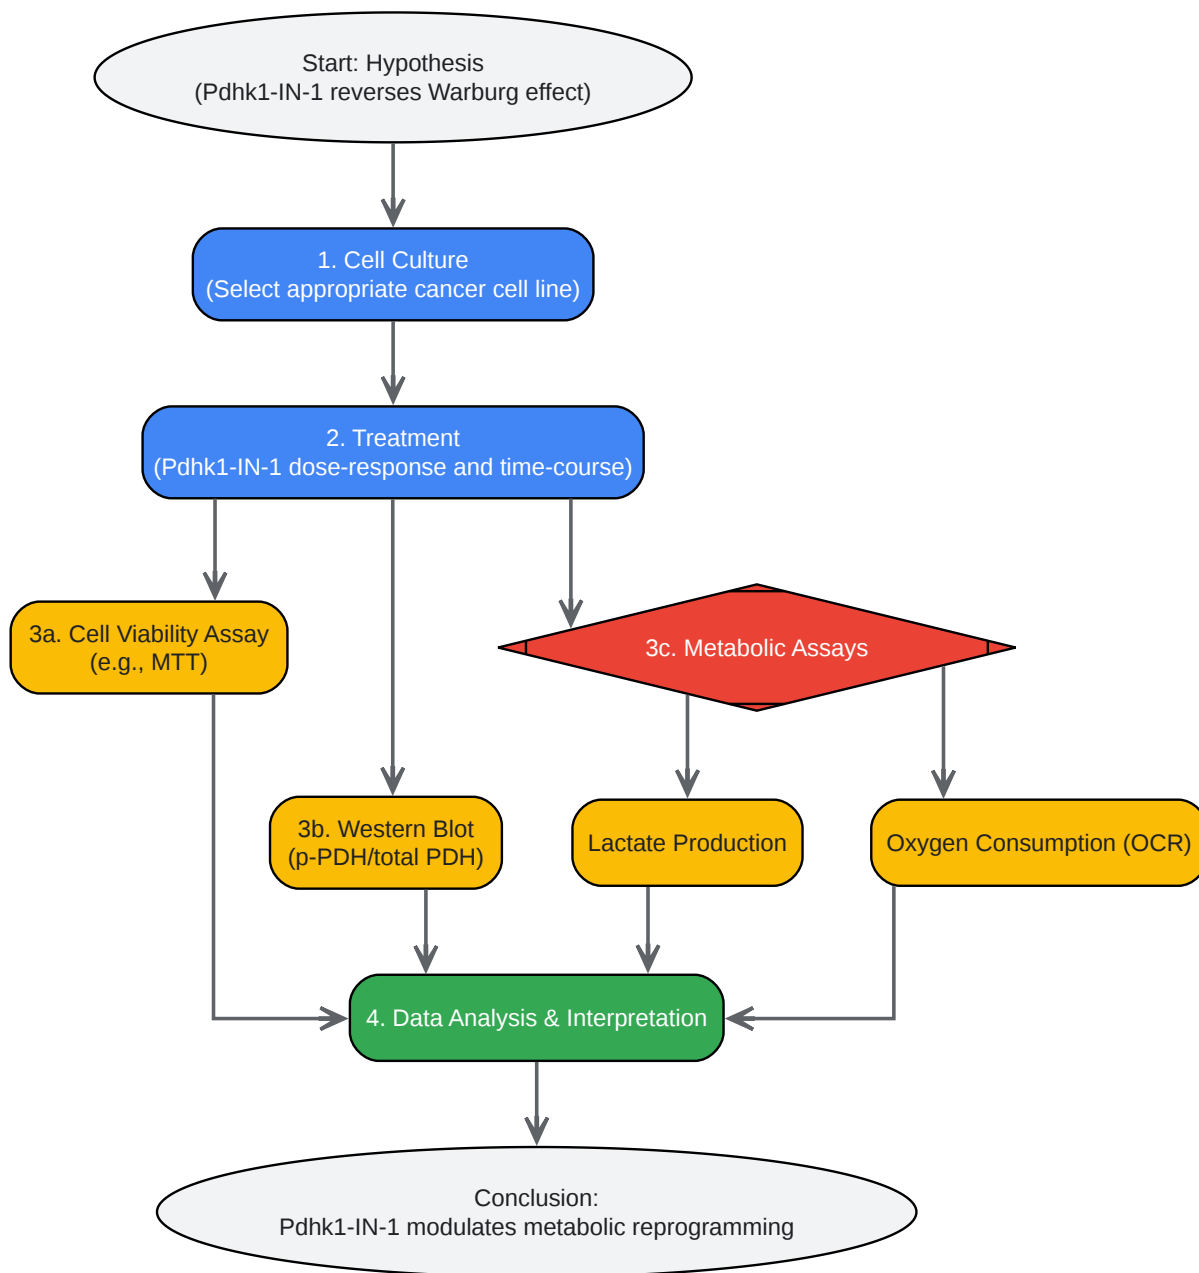 Start: Hypothesis
(Pdhk1-IN-1 reverses Warburg effect)
1. Cell Culture
(Select appropriate cancer cell line)
2. Treatment
(Pdhk1-IN-1 dose-response and time-course)
3a. Cell Viability Assay
(e.g., MTT)
3c. Metabolic Assays
3b. Western Blot
(p-PDH/total PDH)
Lactate Production
Oxygen Consumption (OCR)
4. Data Analysis & Interpretation
Conclusion:
Pdhk1-IN-1 modulates metabolic reprogramming